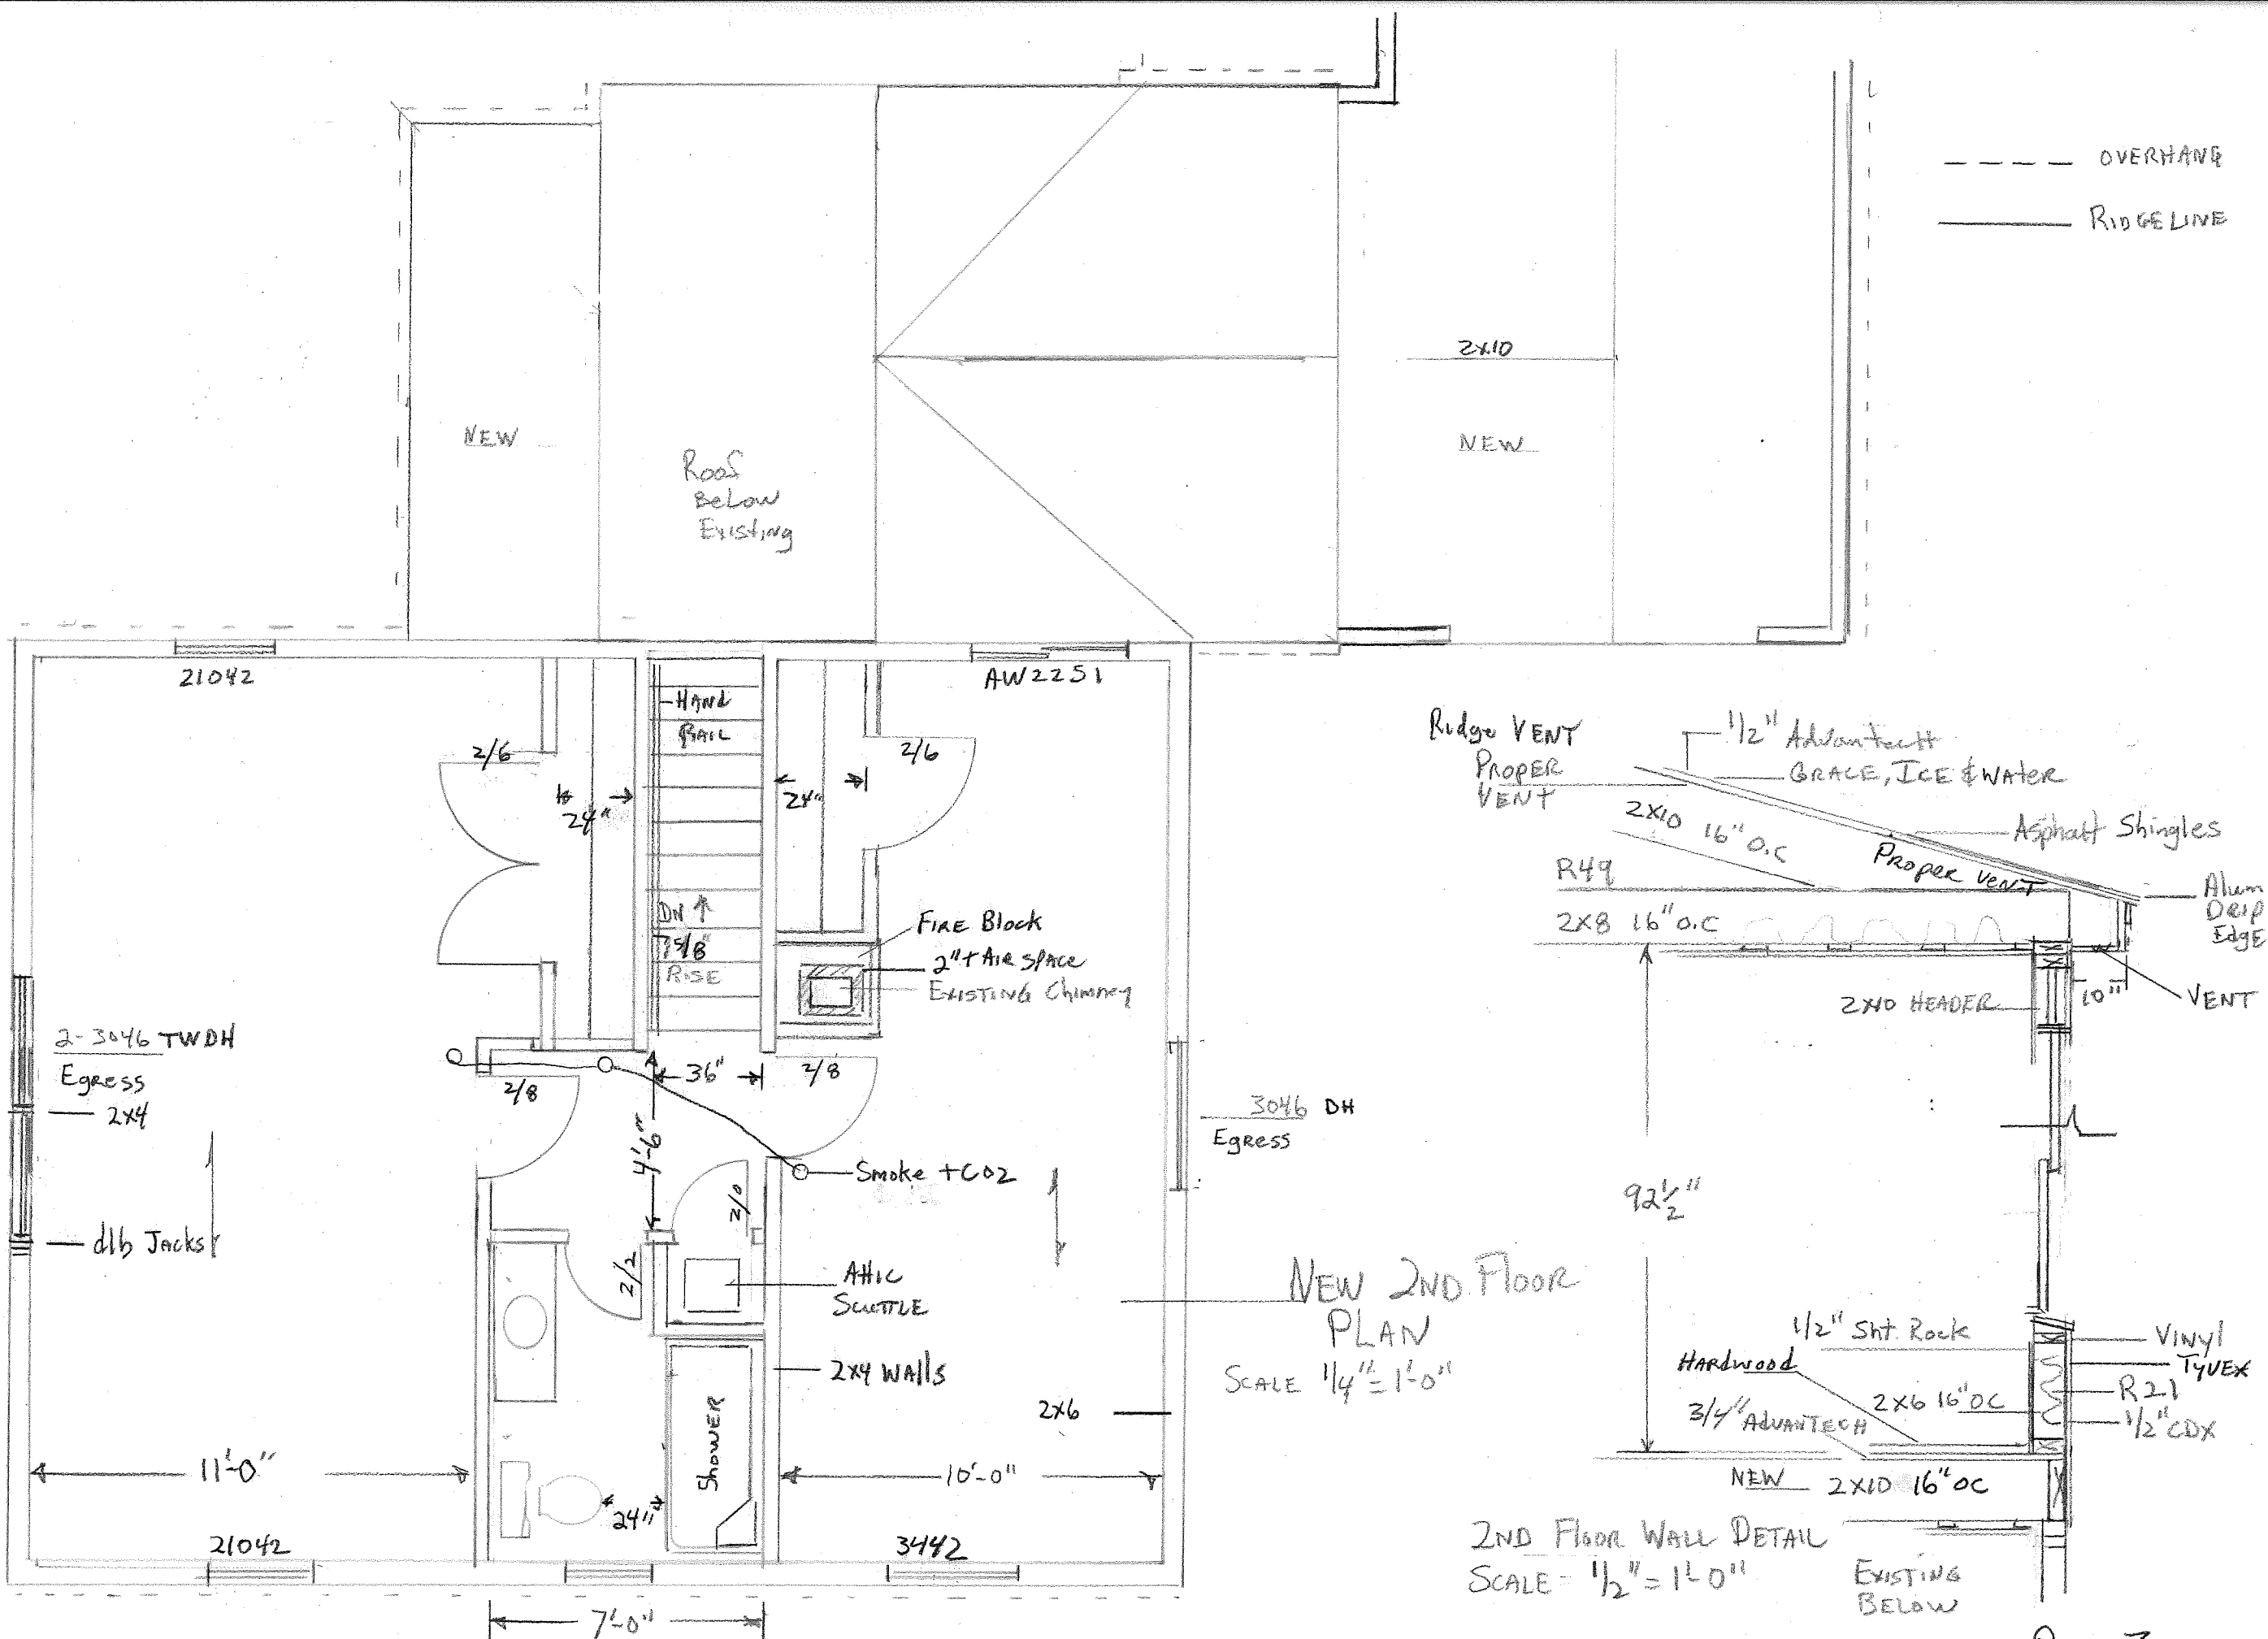 OVERHANG
RIDGELINE
2x10
NEW
NEW
Roof
Below
Existing
21042
AW2251
HAND
RAIL
2/6
2/6
24"
24"
DN
7 5/8"
RISE
FIRE Block
2"+ AIR SPACE
EXISTING Chimney
2-3046 TWDH
Egress
2x4
dlb Jacks
2/8
36"
2/8
4'-6"
3046 DH
Egress
Smoke + CO2
2/0
2/2
Attic
SCUTTLE
2x4 WALLS
SHOWER
2x6
11'-0"
10'-0"
24"
21042
3442
7'-0"
NEW 2ND FLOOR
PLAN
SCALE 1/4"=1'-0"
Ridge VENT
PROPER
VENT
1/2" Advantech
GRACE, ICE & WATER
2x10 16" O.C
Asphalt Shingles
PROPER VENT
R49
2x8 16" O.C
Alum
DRIP
Edge
2x10 HEADER
10"
VENT
92 1/2"
1/2" Sht. Rock
HARDWOOD
3/4" ADVANTECH
2x6 16" OC
VINYl
TYVEX
R21
1/2" CDX
NEW 2X10 16" OC
2ND FLOOR WALL DETAIL
SCALE - 1/2" = 1'-0"
EXISTING
BELOW